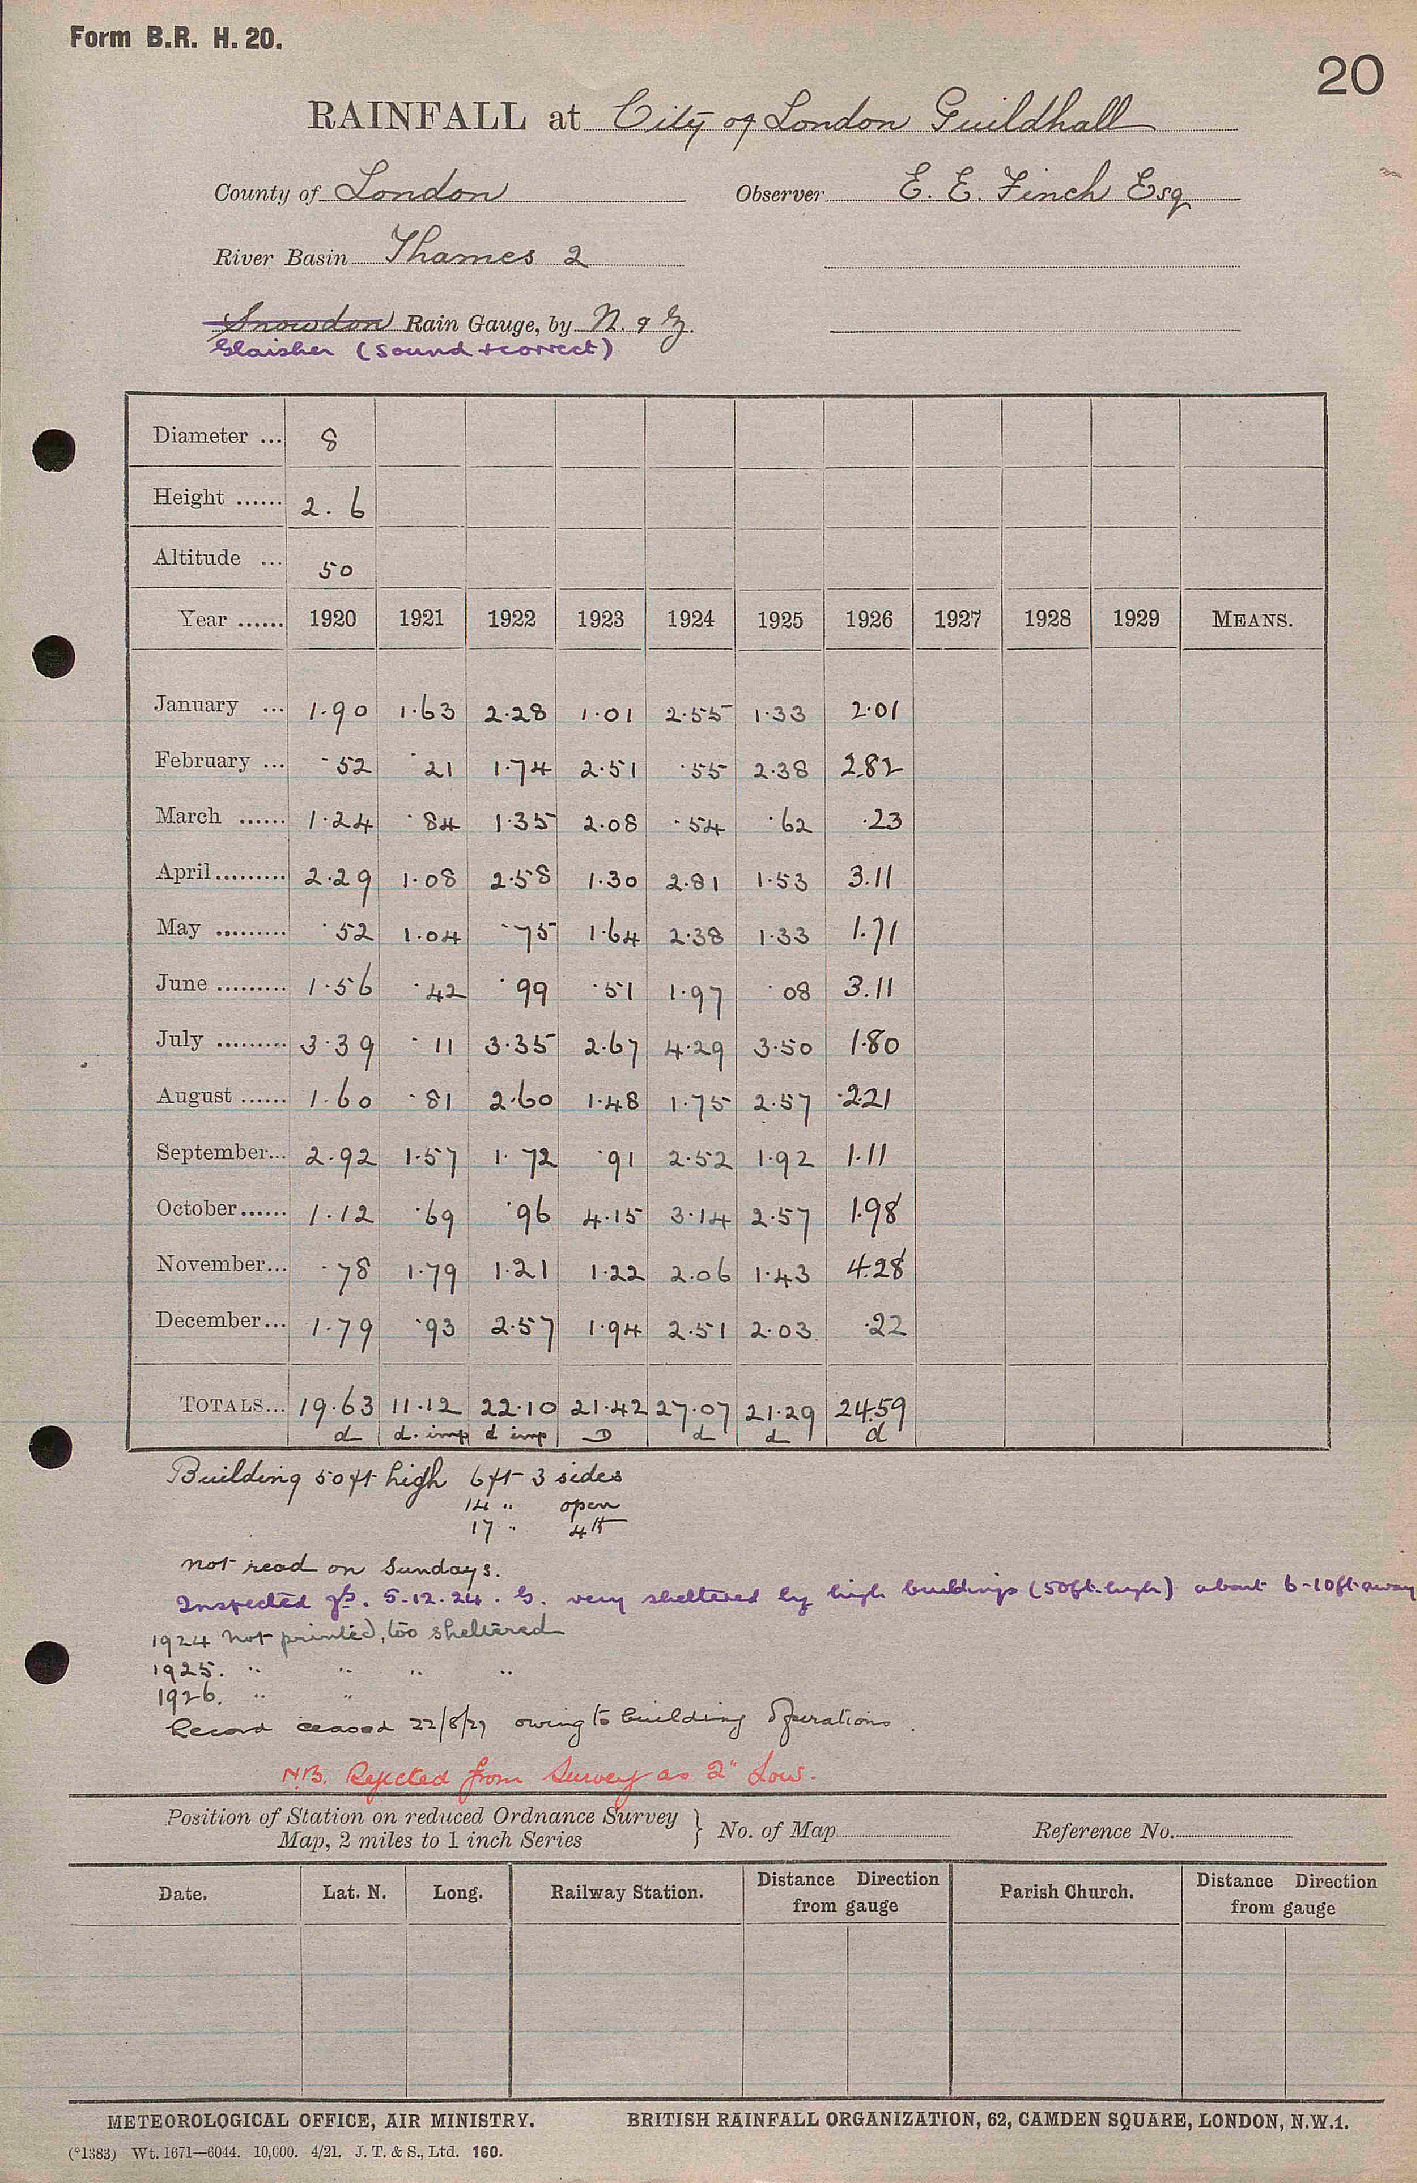 Form B.R. H. 20.
20
RAINFALL at City of London Guildhall
County of London Observer E. E. Finch Esq
River Basin Thames 2
Snowdon Rain Gauge, by N. & Z.
Glaisher (Sound & correct)
Diameter ... 8
Height ...... 2. 6
Altitude ... 50
Year ...... 1920 1921 1922 1923 1924 1925 1926 1927 1928 1929 MEANS.
January ... 1.90 1.63 2.28 1.01 2.55 1.33 2.01
February ... .52 .21 1.74 2.51 .55 2.38 2.82
March ...... 1.24 .84 1.35 2.08 .54 .62 .23
April ......... 2.29 1.08 2.58 1.30 2.81 1.53 3.11
May ......... .52 1.04 .75 1.64 2.38 1.33 1.71
June ......... 1.56 .42 .99 .51 1.97 .08 3.11
July ......... 3.39 .11 3.35 2.67 4.29 3.50 1.80
August ...... 1.60 .81 2.60 1.48 1.75 2.57 2.21
September... 2.92 1.57 1.72 .91 2.52 1.92 1.11
October...... 1.12 .69 .96 4.15 3.14 2.57 1.98
November... .78 1.79 1.21 1.22 2.06 1.43 4.28
December... 1.79 .93 2.57 1.94 2.51 2.03 .22
TOTALS... 19.63 11.12 22.10 21.42 27.07 21.29 24.59
d d. imp d imp D d d d
Building 50 ft high 6 ft 3 sides
14 " open
17 " 4th
not read on Sundays.
Inspected 5.12.24. G. very sheltered by high buildings (50ft. high) about 6-10ft. away
1924 not printed, too sheltered
1925. " " " "
1926. " "
Record ceased 22/8/27 owing to building operations.
N.B. Rejected from Survey as 2" Low.
Position of Station on reduced Ordnance Survey
Map, 2 miles to 1 inch Series } No. of Map Reference No.
Date. Lat. N. Long. Railway Station. Distance Direction from gauge Parish Church. Distance Direction from gauge
METEOROLOGICAL OFFICE, AIR MINISTRY. BRITISH RAINFALL ORGANIZATION, 62, CAMDEN SQUARE, LONDON, N.W.1.
(*1383) Wt. 1671—6044. 10,000. 4/21. J. T. & S., Ltd. 160.